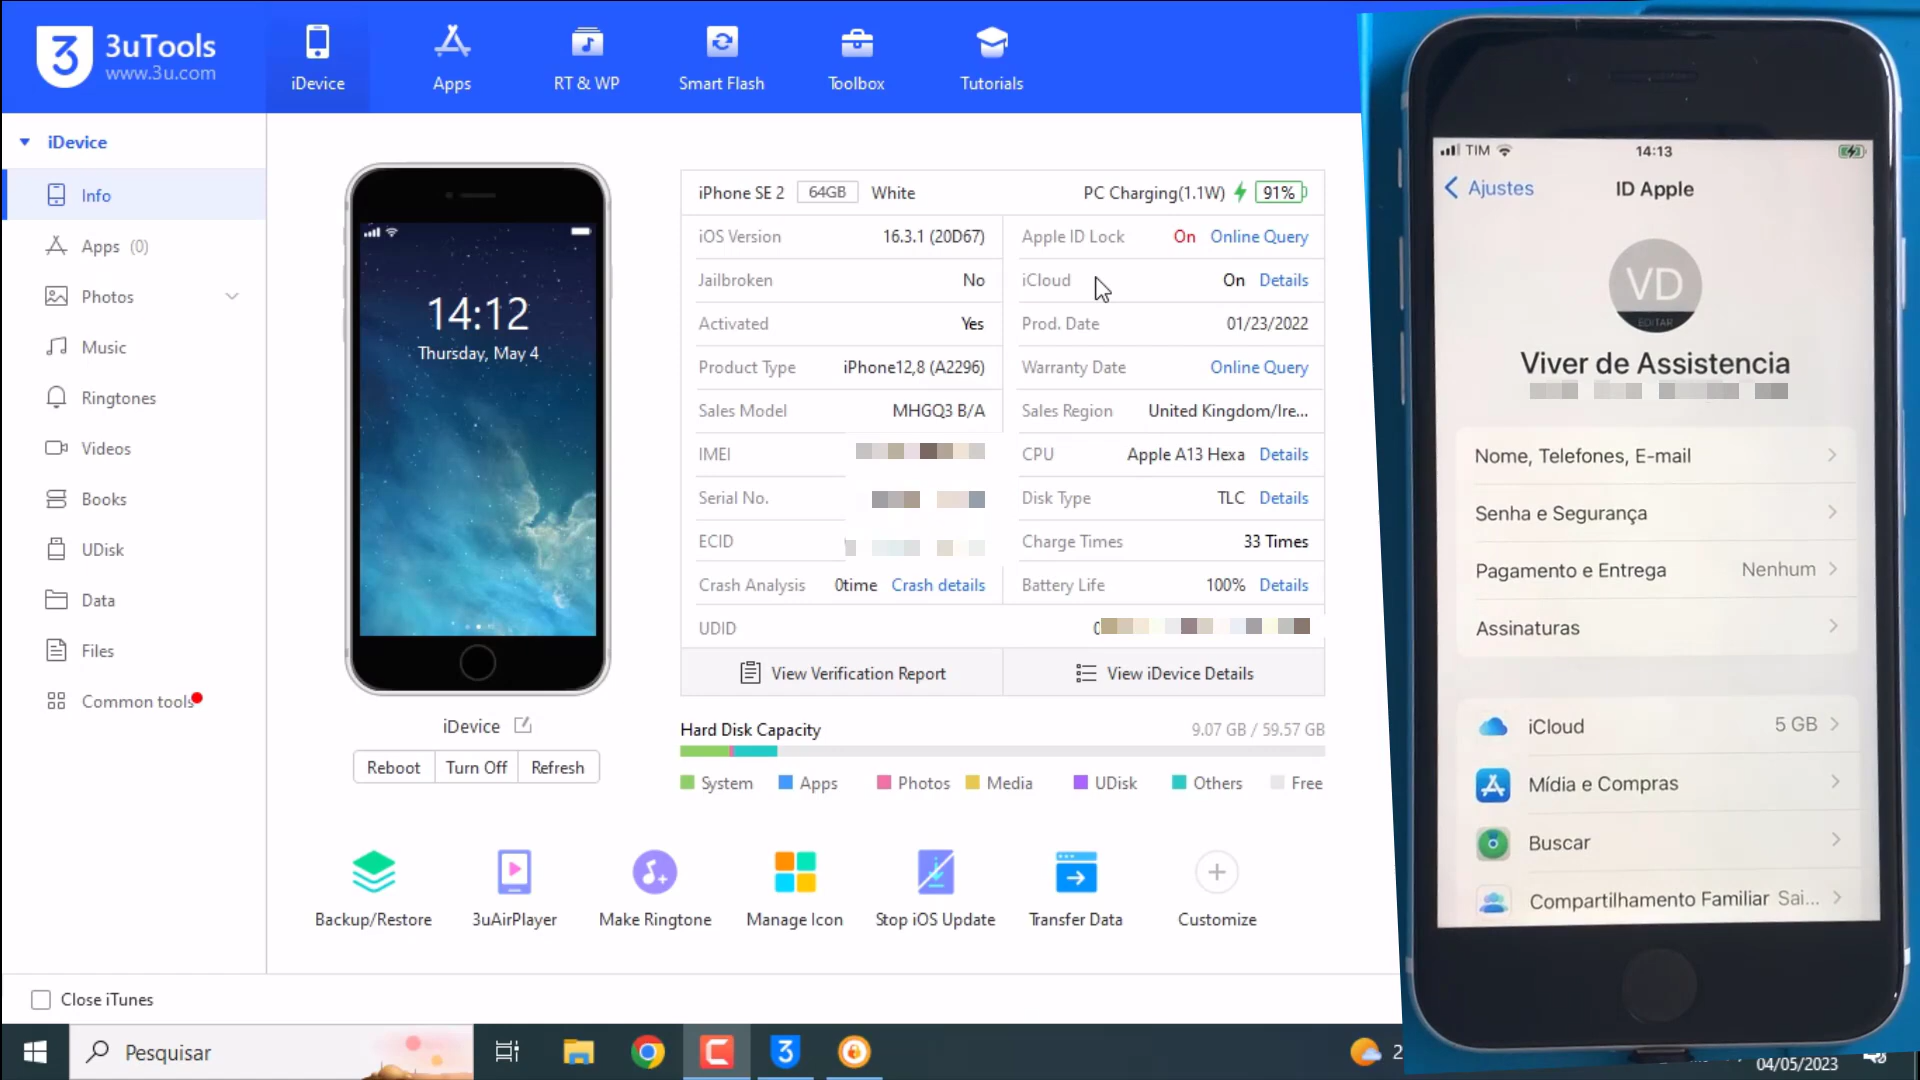 3uTools
www.3u.com
iDevice
Apps
RT & WP
Smart Flash
Toolbox
Tutorials
iDevice
Info
Apps (0)
Photos
Music
Ringtones
Videos
Books
UDisk
Data
Files
Common tools
Close iTunes
14:12
Thursday, May 4
iDevice
Reboot
Turn Off
Refresh
iPhone SE 2 64GB White PC Charging(1.1W) 91%
iOS Version 16.3.1 (20D67) Apple ID Lock On Online Query
Jailbroken No iCloud On Details
Activated Yes Prod. Date 01/23/2022
Product Type iPhone12,8 (A2296) Warranty Date Online Query
Sales Model MHGQ3 B/A Sales Region United Kingdom/Ire...
IMEI CPU Apple A13 Hexa Details
Serial No. Disk Type TLC Details
ECID Charge Times 33 Times
Crash Analysis 0time Crash details Battery Life 100% Details
UDID
View Verification Report View iDevice Details
Hard Disk Capacity 9.07 GB / 59.57 GB
System Apps Photos Media UDisk Others Free
Backup/Restore
3uAirPlayer
Make Ringtone
Manage Icon
Stop iOS Update
Transfer Data
Customize
Pesquisar
04/05/2023
TIM 14:13
Ajustes ID Apple
VD
EDITAR
Viver de Assistencia
Nome, Telefones, E-mail
Senha e Segurança
Pagamento e Entrega Nenhum
Assinaturas
iCloud 5 GB
Mídia e Compras
Buscar
Compartilhamento Familiar Sai...